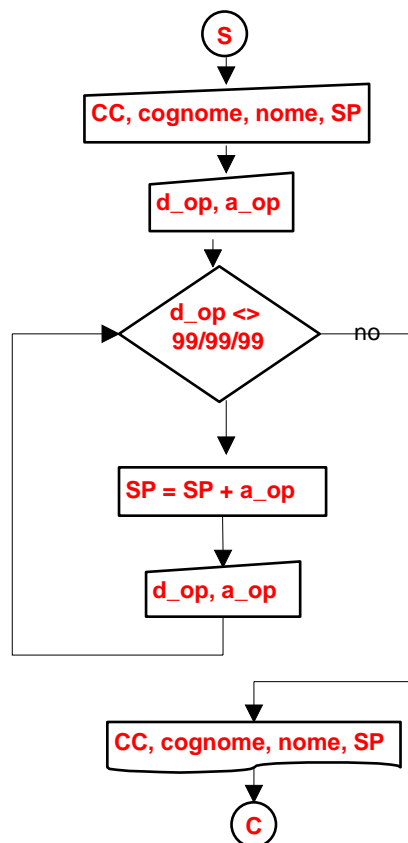 S
CC, cognome, nome, SP
d_op, a_op
d_op <>
99/99/99
no
SP = SP + a_op
d_op, a_op
CC, cognome, nome, SP
C